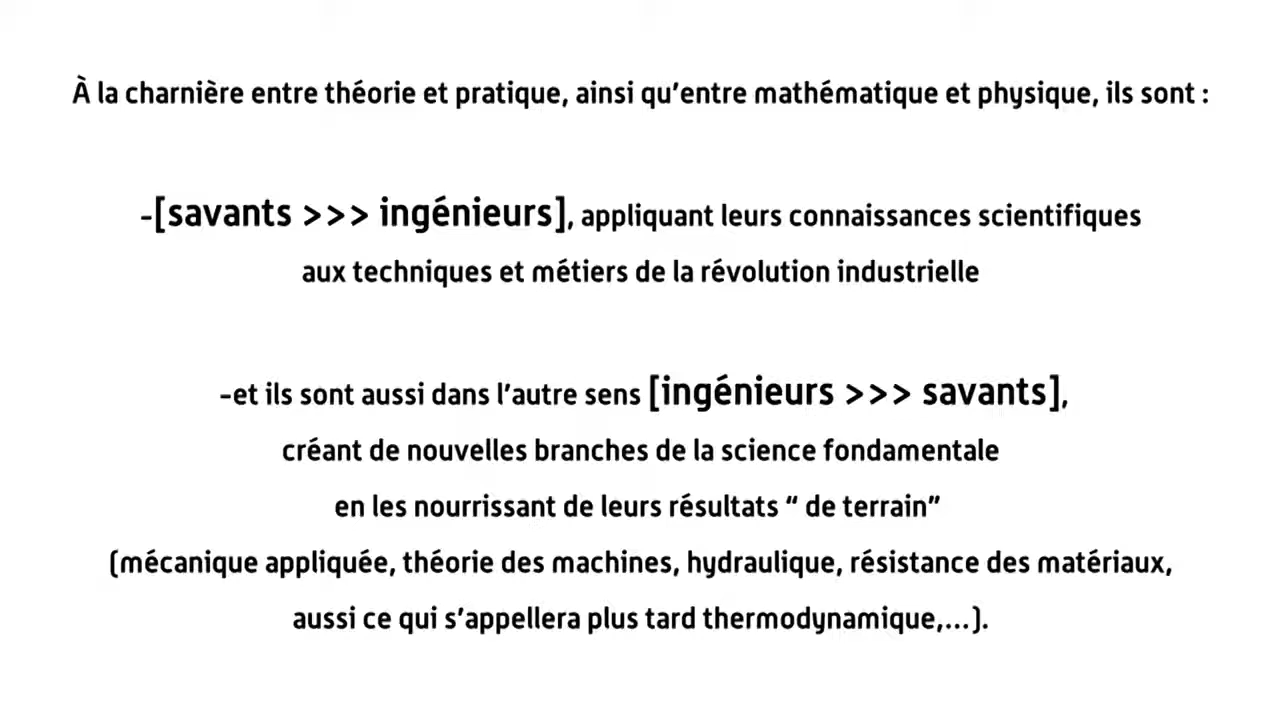 À la charnière entre théorie et pratique, ainsi qu’entre mathématique et physique, ils sont :
-[savants >>> ingénieurs], appliquant leurs connaissances scientifiques
aux techniques et métiers de la révolution industrielle
-et ils sont aussi dans l’autre sens [ingénieurs >>> savants],
créant de nouvelles branches de la science fondamentale
en les nourrissant de leurs résultats “ de terrain”
(mécanique appliquée, théorie des machines, hydraulique, résistance des matériaux,
aussi ce qui s’appellera plus tard thermodynamique,...).